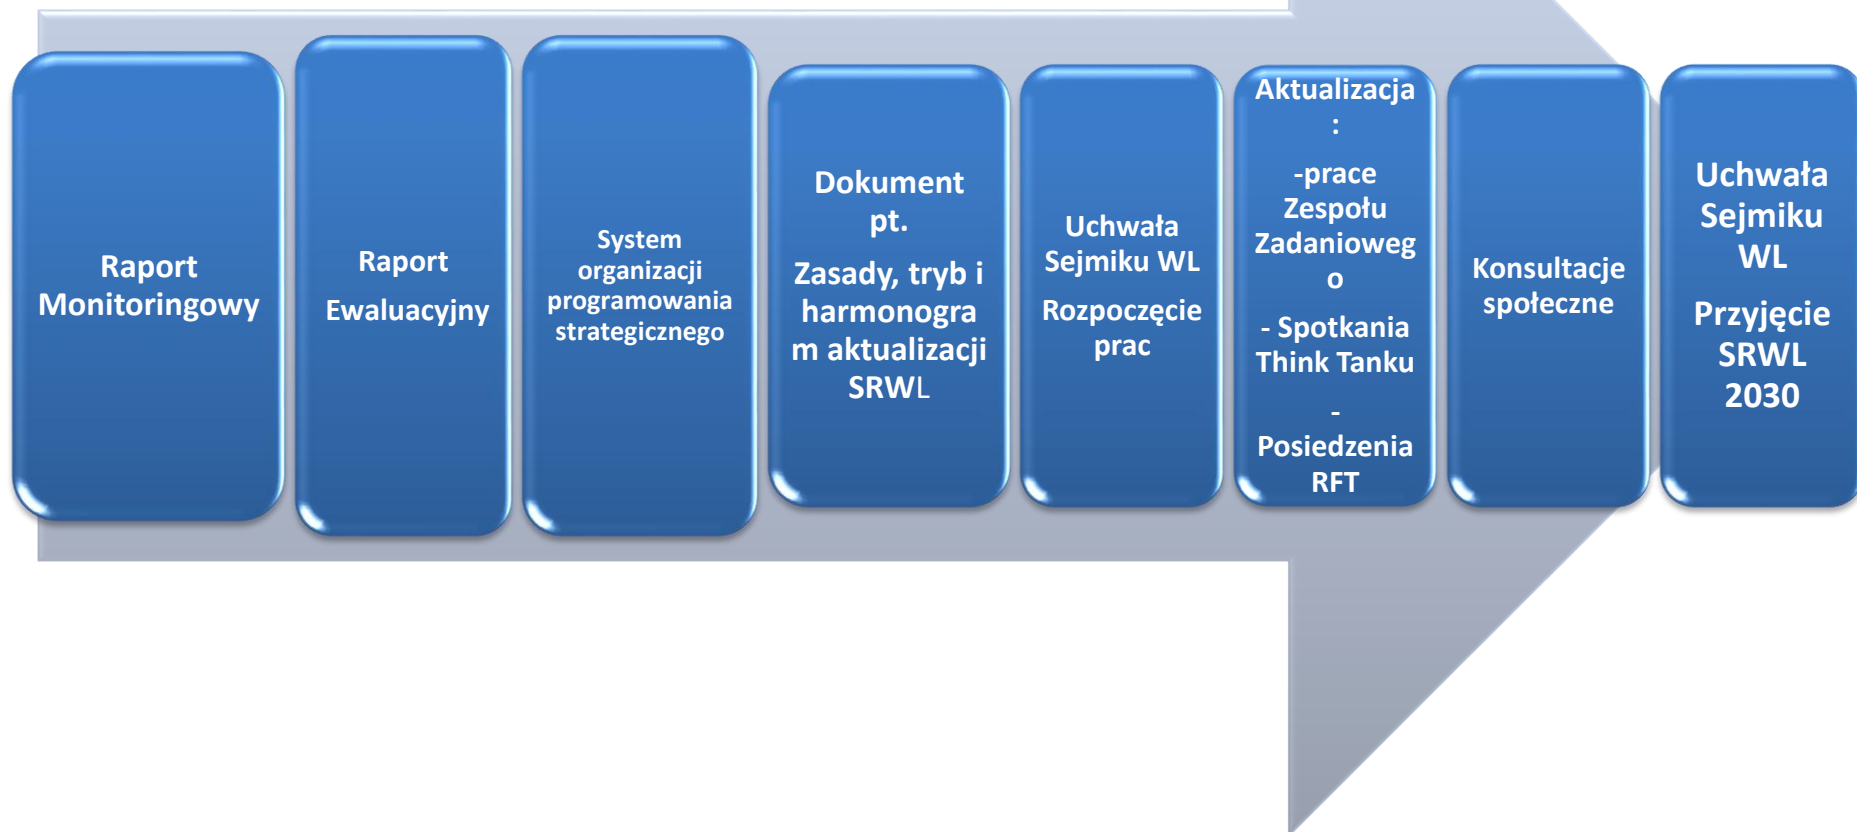 Raport
Monitoringowy
Raport
Ewaluacyjny
System
organizacji
programowania
strategicznego
Dokument
pt.
Zasady, tryb i
harmonogra
m aktualizacji
SRWL
Uchwała
Sejmiku WL
Rozpoczęcie
prac
Aktualizacja
:
-prace
Zespołu
Zadanioweg
o
- Spotkania
Think Tanku
-
Posiedzenia
RFT
Konsultacje
społeczne
Uchwała
Sejmiku
WL
Przyjęcie
SRWL
2030